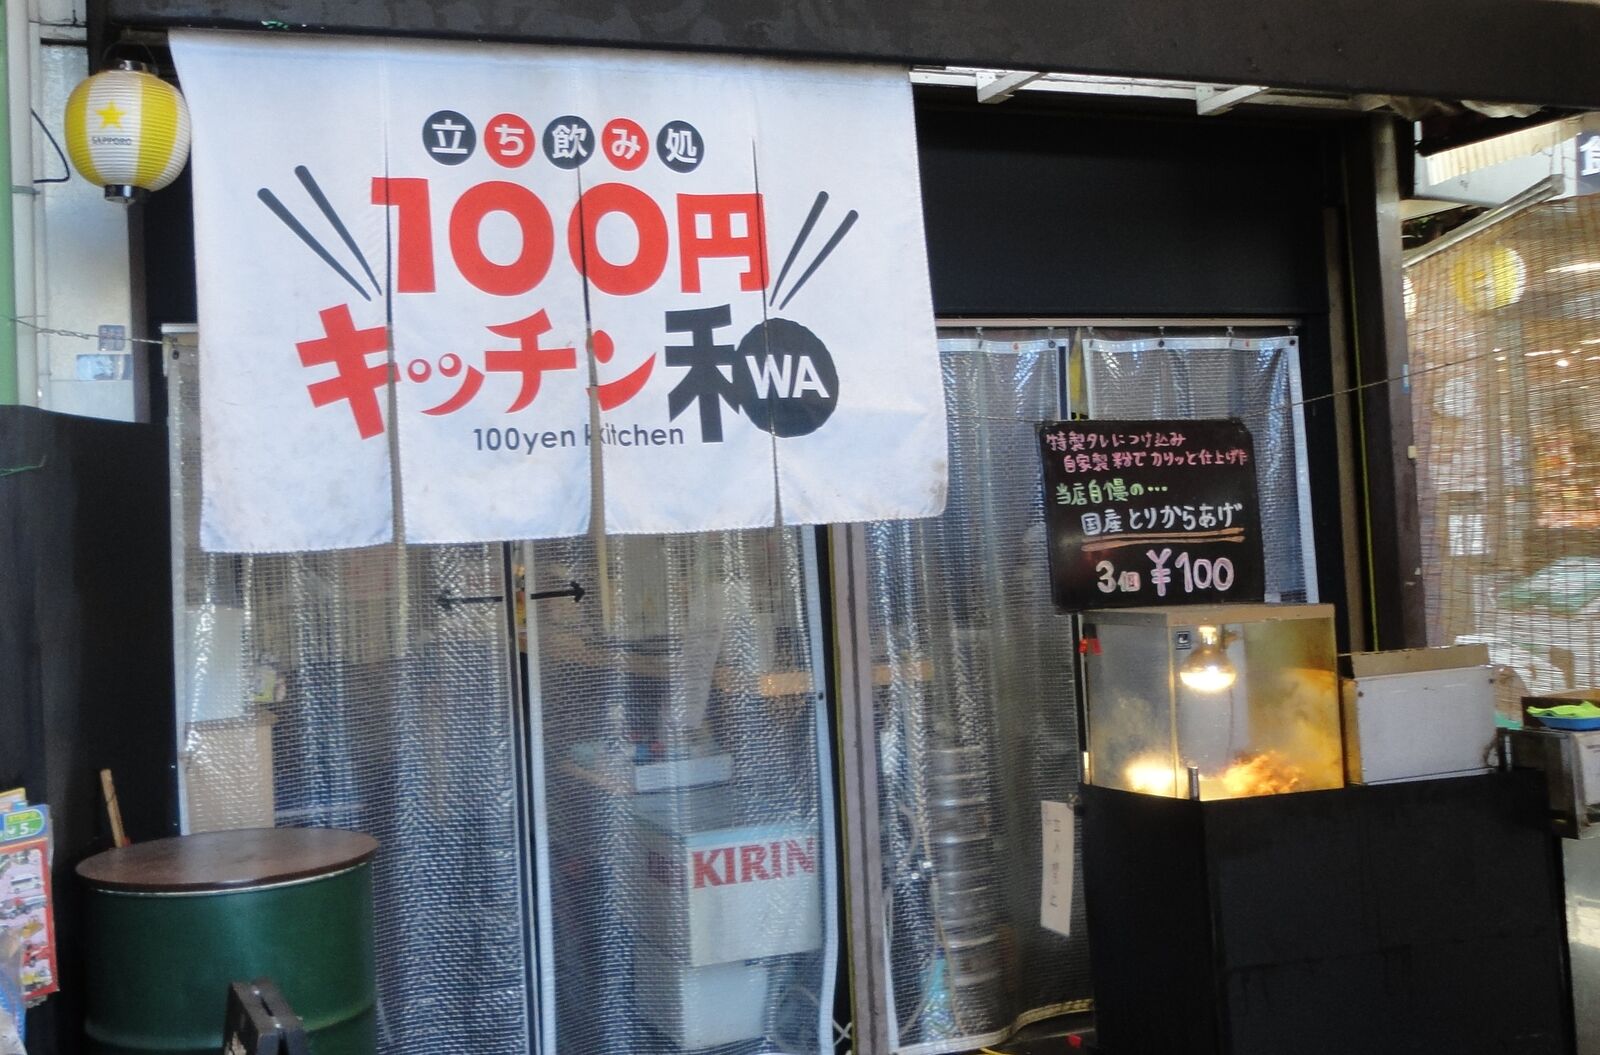 立ち飲み処
100円
キッチン和
WA
100yen kitchen
SAPPORO
特製タレにつけ込み
自家製粉でカリッと仕上げた
当店自慢の…
国産とりからあげ
3個 ¥100
KIRIN
5